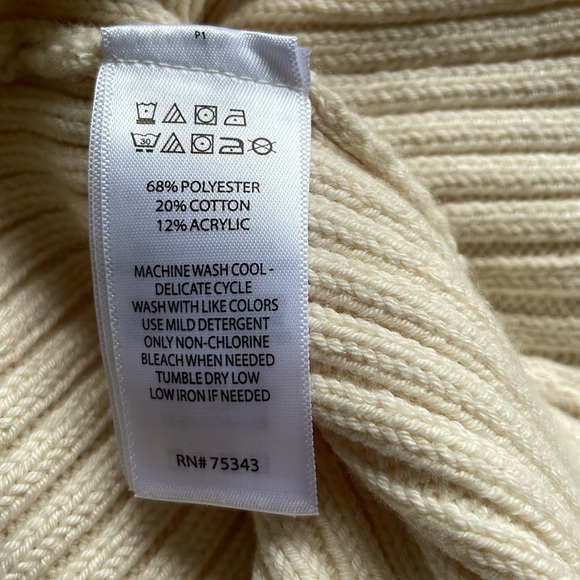 P1
30
68% POLYESTER
20% COTTON
12% ACRYLIC
MACHINE WASH COOL -
DELICATE CYCLE
WASH WITH LIKE COLORS
USE MILD DETERGENT
ONLY NON-CHLORINE
BLEACH WHEN NEEDED
TUMBLE DRY LOW
LOW IRON IF NEEDED
RN# 75343